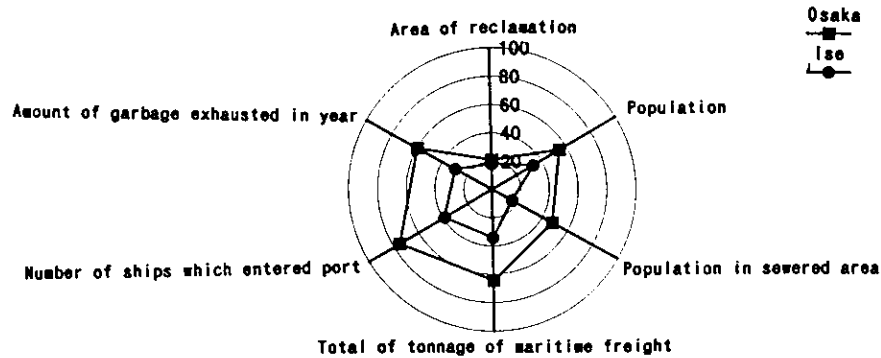 Osaka
Ise
Area of reclamation
100
80
60
40
20
Population
Amount of garbage exhausted in year
Number of ships which entered port
Population in sewered area
Total of tonnage of maritime freight